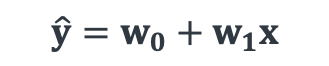 ŷ = w₀ + w₁x